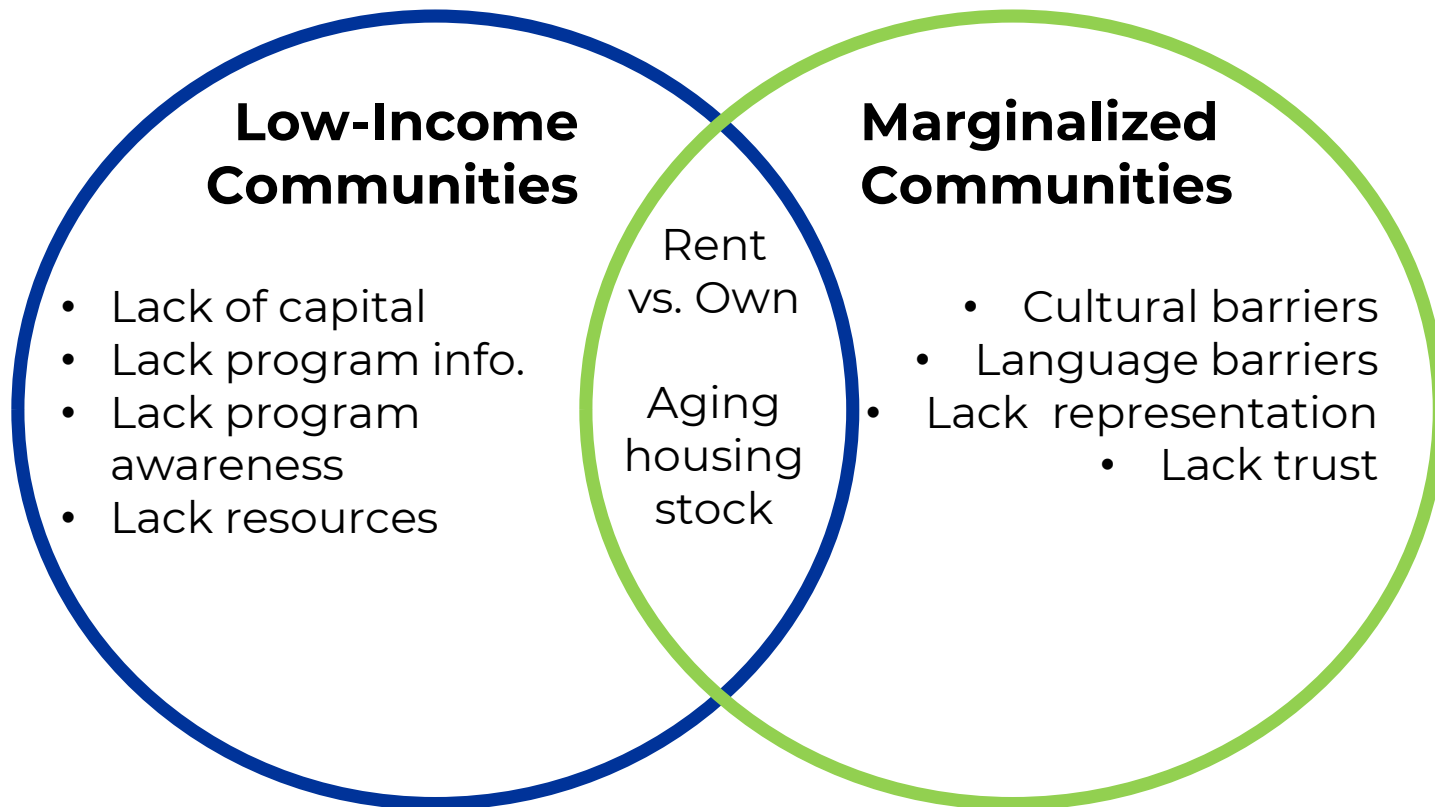 Low-Income
Communities
• Lack of capital
• Lack program info.
• Lack program
awareness
• Lack resources
Rent
vs. Own
Aging
housing
stock
Marginalized
Communities
• Cultural barriers
• Language barriers
• Lack representation
• Lack trust